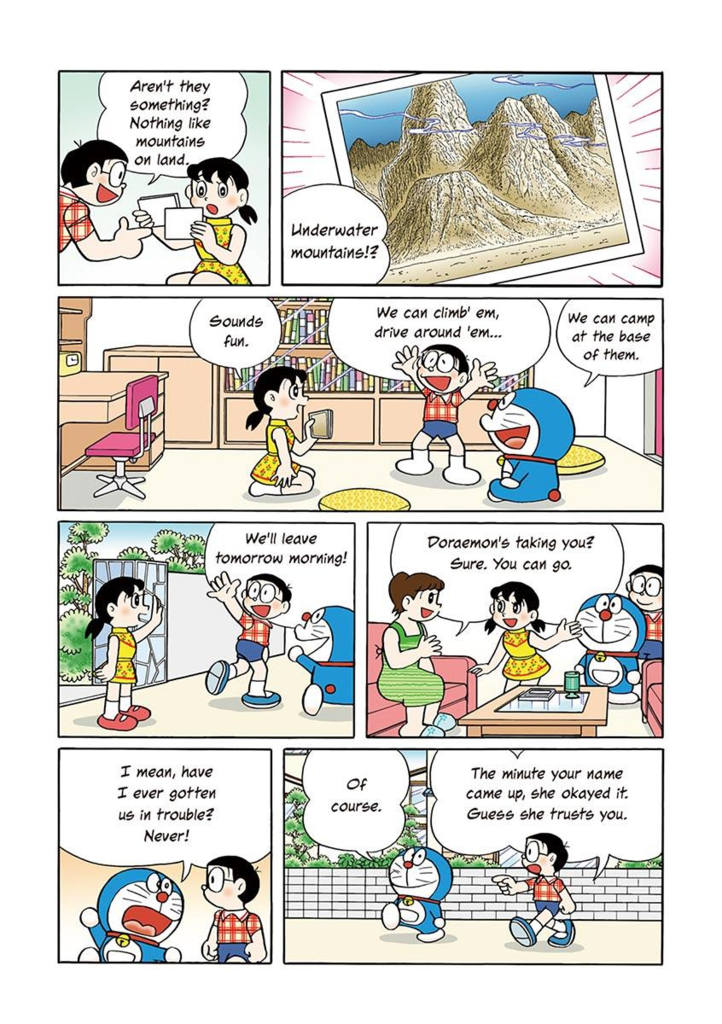 Underwater
mountains!?
Aren't they
something?
Nothing like
mountains
on land.
We can camp
at the base
of them.
We can climb' em,
drive around 'em...
Sounds
fun.
Doraemon's taking you?
Sure. You can go.
We'll leave
tomorrow morning!
The minute your name
came up, she okayed it.
Guess she trusts you.
Of
course.
I mean, have
I ever gotten
us in trouble?
Never!